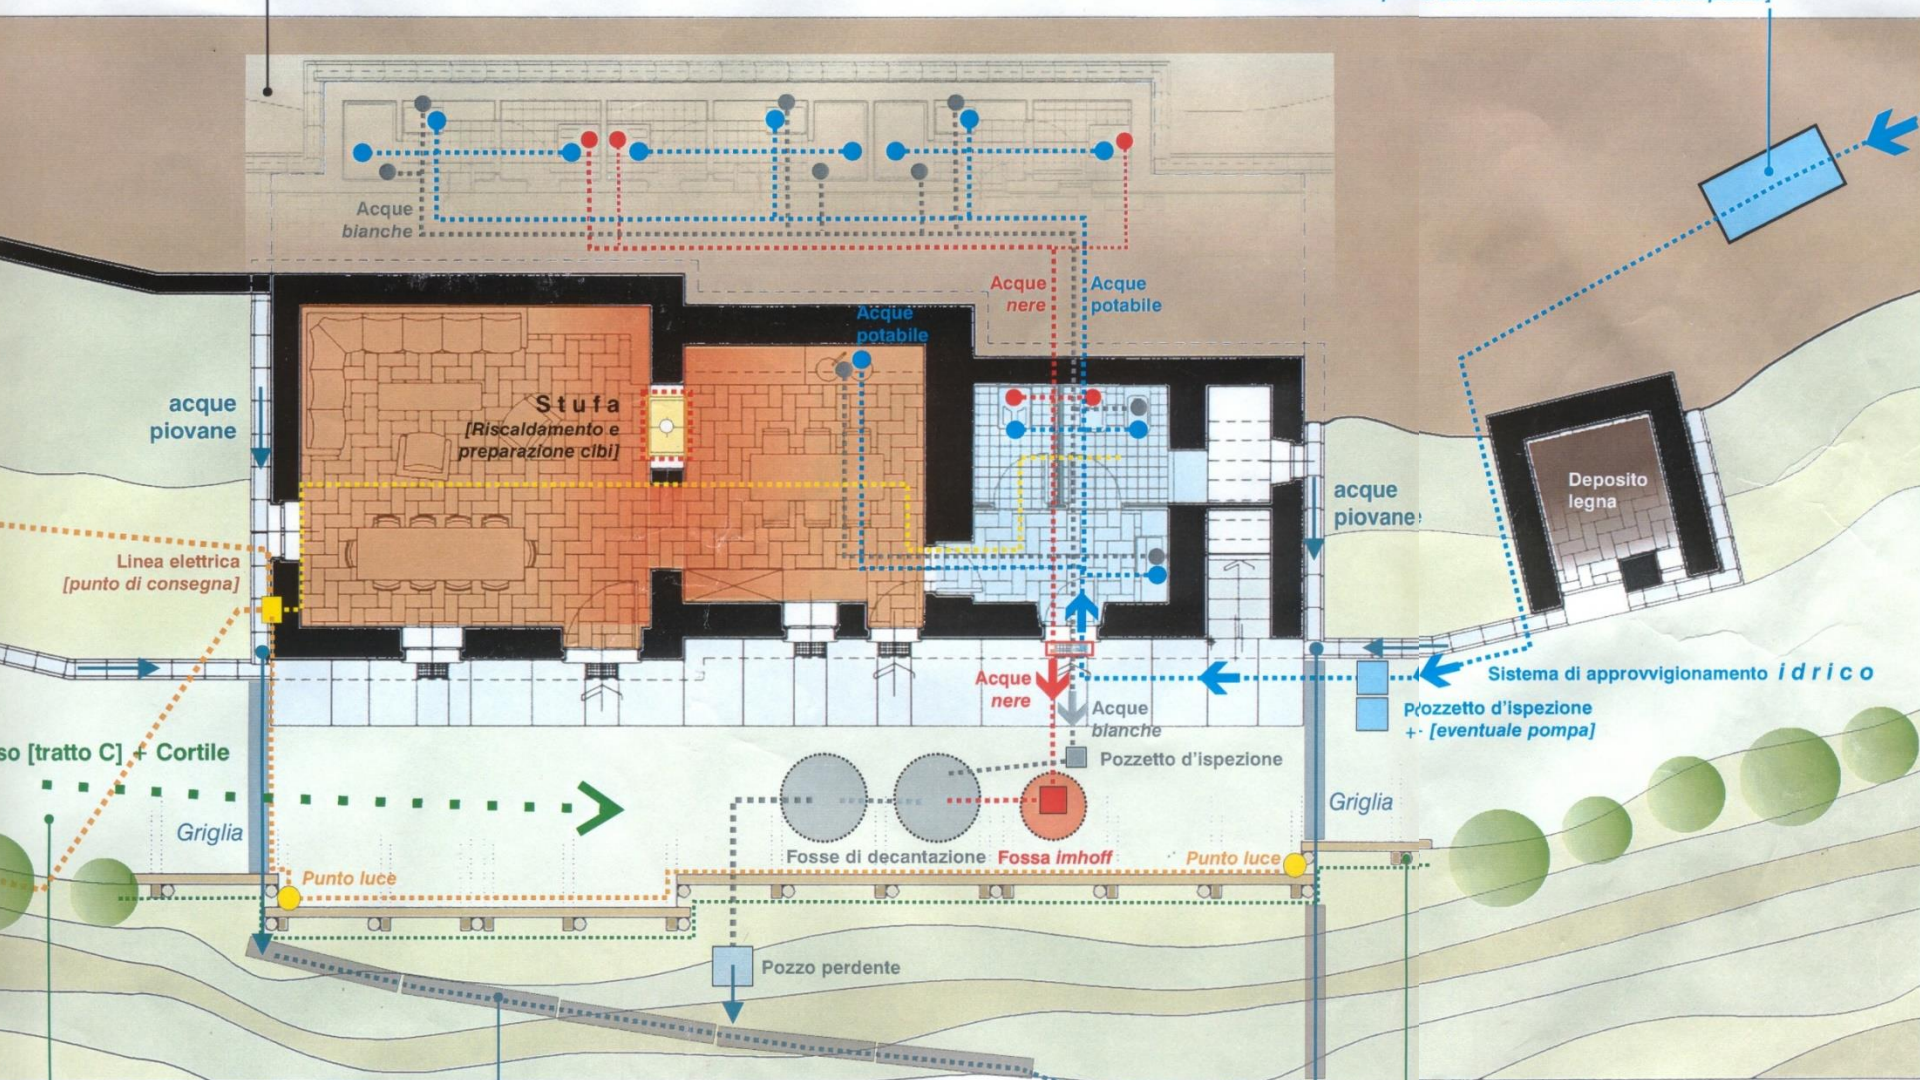 Acque
bianche
Acque
nere
Acque
potabile
Acque
potabile
acque
piovane
Stufa
[Riscaldamento e
preparazione cibi]
Deposito
legna
acque
piovane
Linea elettrica
[punto di consegna]
Sistema di approvvigionamento idrico
Acque
nere
Acque
bianche
Pozzetto d'ispezione
+ [eventuale pompa]
so [tratto C] + Cortile
Pozzetto d'ispezione
Griglia
Griglia
Fosse di decantazione
Fossa imhoff
Punto luce
Punto luce
Pozzo perdente